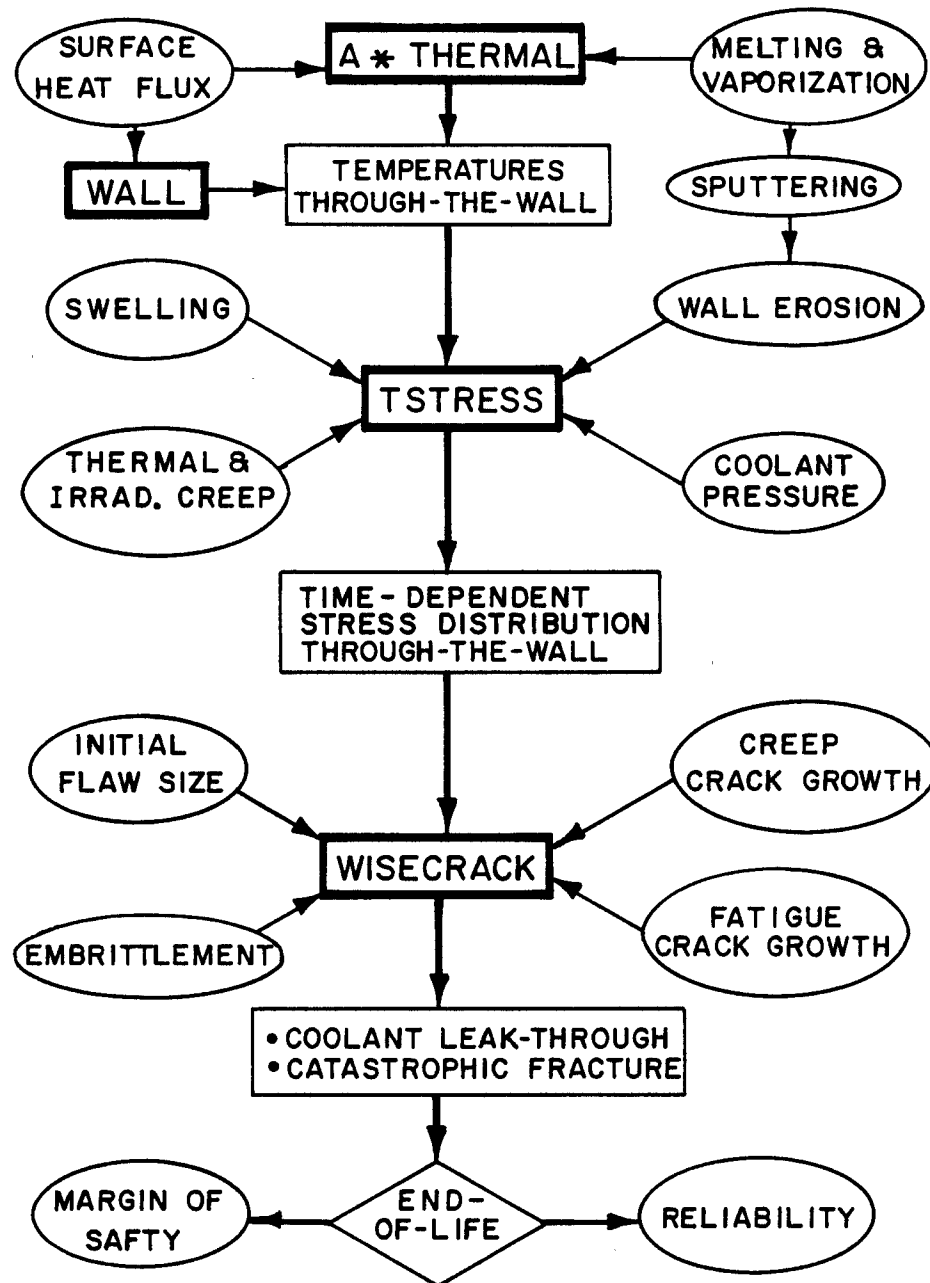 SURFACE
HEAT FLUX
A * THERMAL
MELTING &
VAPORIZATION
WALL
TEMPERATURES
THROUGH-THE-WALL
SPUTTERING
SWELLING
WALL EROSION
TSTRESS
THERMAL &
IRRAD. CREEP
COOLANT
PRESSURE
TIME-DEPENDENT
STRESS DISTRIBUTION
THROUGH-THE-WALL
INITIAL
FLAW SIZE
CREEP
CRACK GROWTH
WISECRACK
EMBRITTLEMENT
FATIGUE
CRACK GROWTH
• COOLANT LEAK-THROUGH
• CATASTROPHIC FRACTURE
MARGIN OF
SAFTY
END-
OF-LIFE
RELIABILITY